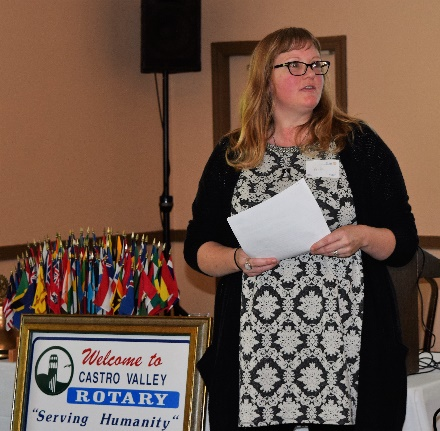 Welcome to
CASTRO VALLEY
ROTARY
"Serving Humanity"